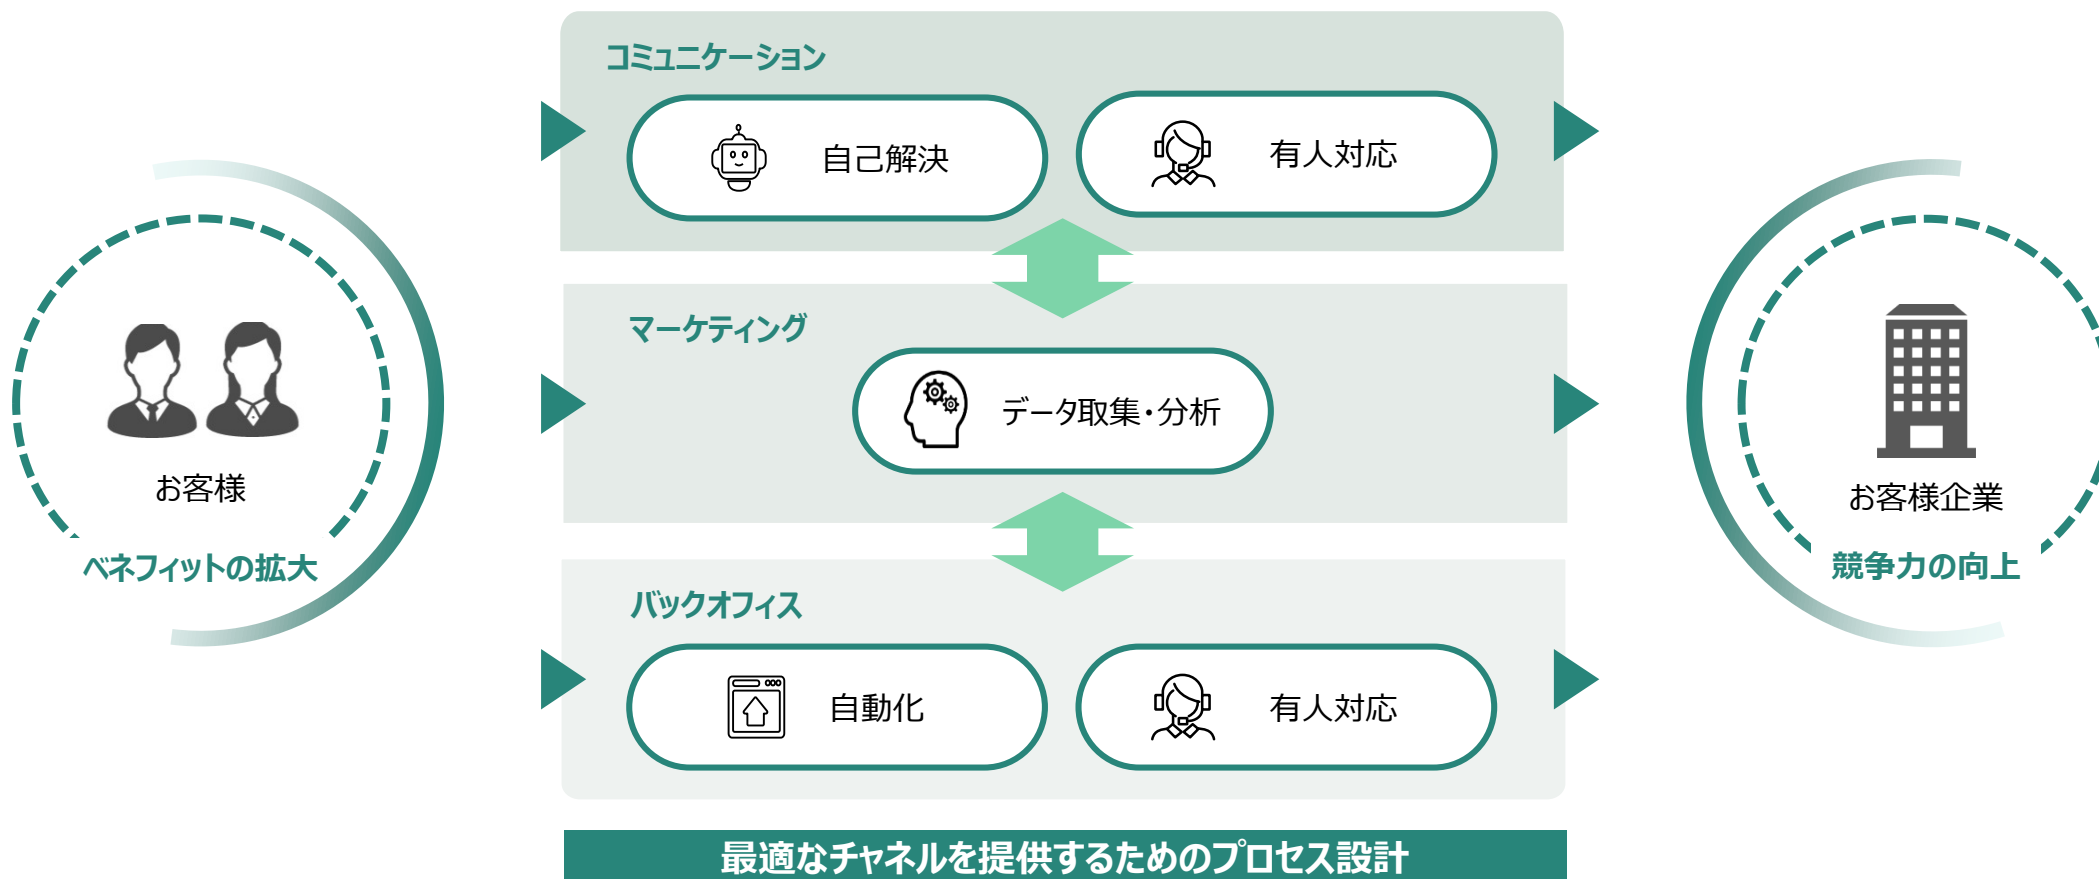 コミュニケーション
自己解決
有人対応
お客様
ベネフィットの拡大
マーケティング
データ取集・分析
お客様企業
競争力の向上
バックオフィス
自動化
有人対応
最適なチャネルを提供するためのプロセス設計